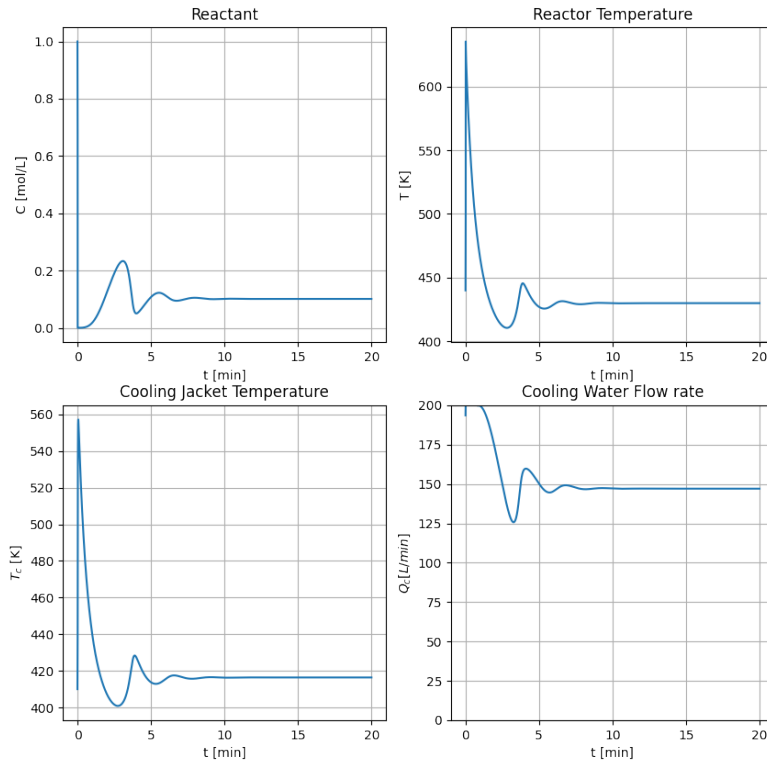 Reactant
C [mol/L]
1.0
0.8
0.6
0.4
0.2
0.0
0 5 10 15 20
t [min]
Reactor Temperature
T [K]
600
550
500
450
400
0 5 10 15 20
t [min]
Cooling Jacket Temperature
T_c [K]
560
540
520
500
480
460
440
420
400
0 5 10 15 20
t [min]
Cooling Water Flow rate
Q_c[L/min]
200
175
150
125
100
75
50
25
0
0 5 10 15 20
t [min]